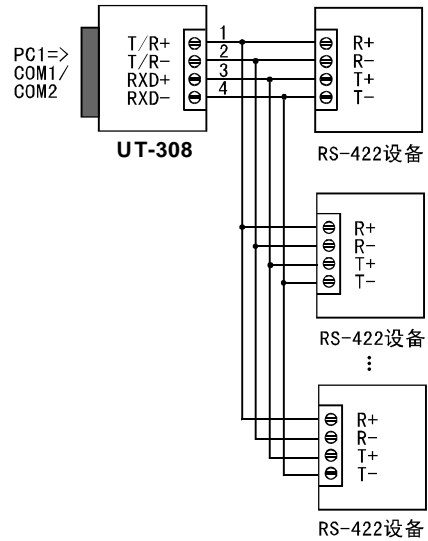 PC1=>
COM1/
COM2
T/R+
T/R-
RXD+
RXD-
1
2
3
4
UT-308
R+
R-
T+
T-
RS-422设备
R+
R-
T+
T-
RS-422设备
⋮
R+
R-
T+
T-
RS-422设备